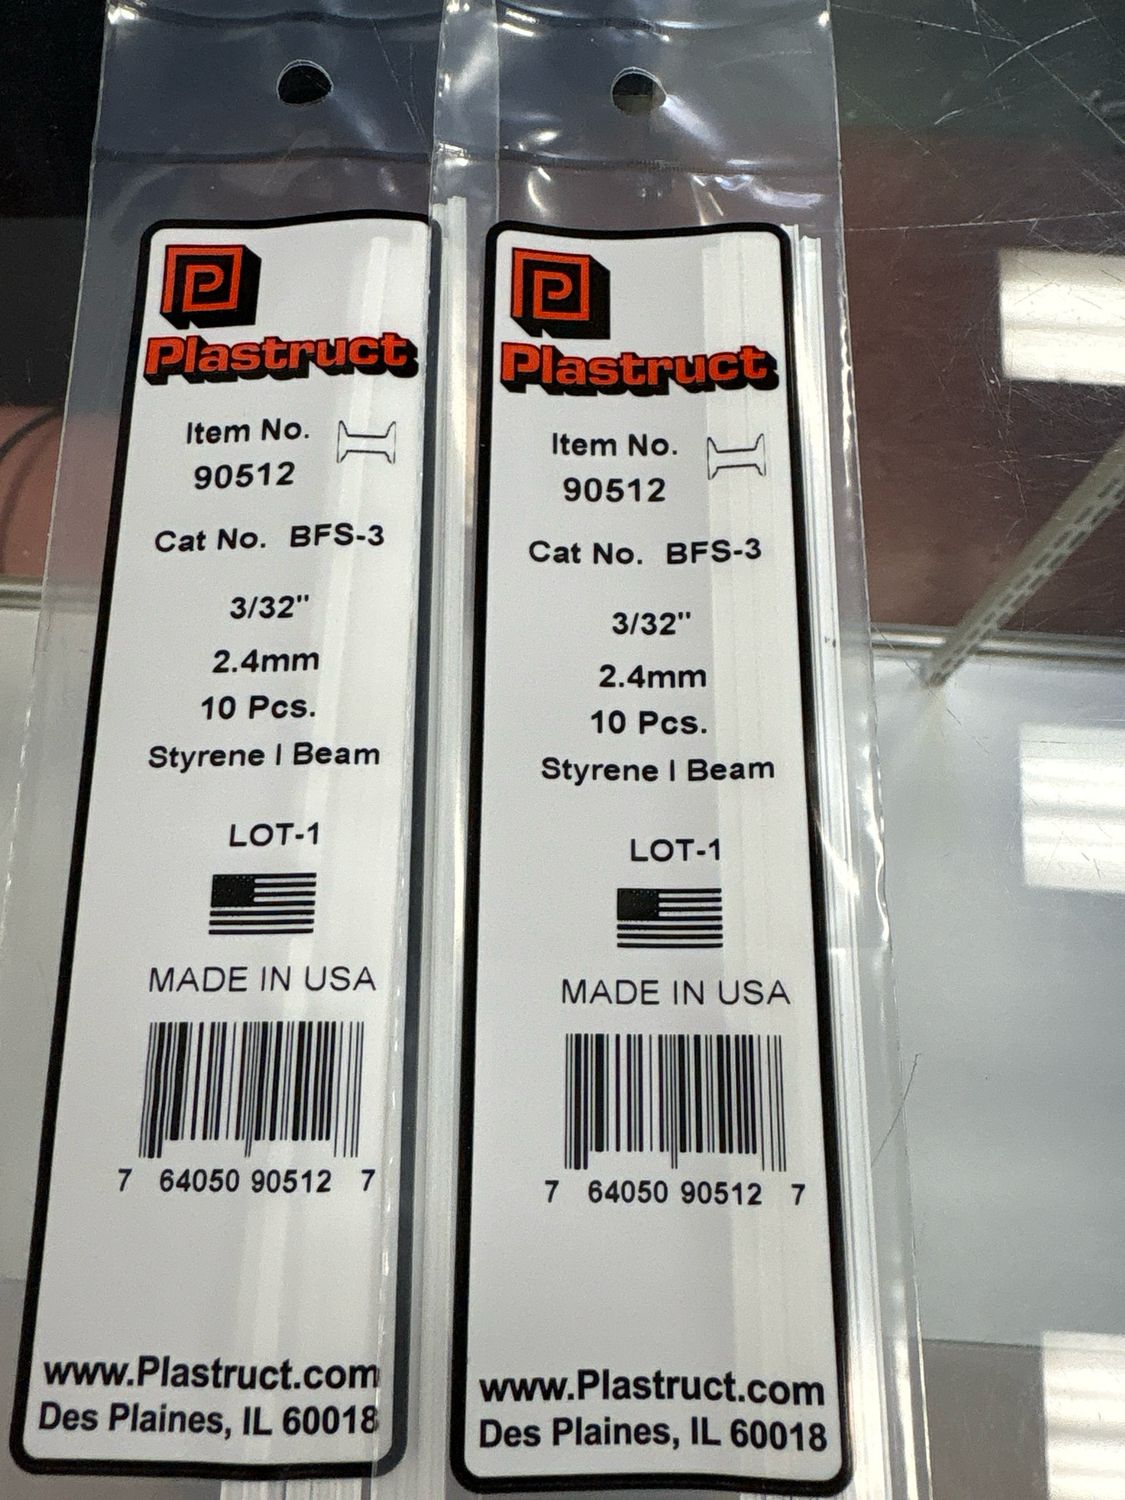 Plastruct
Item No.
90512
Cat No. BFS-3
3/32"
2.4mm
10 Pcs.
Styrene I Beam
LOT-1
MADE IN USA
7 64050 90512 7
www.Plastruct.com
Des Plaines, IL 60018
Plastruct
Item No.
90512
Cat No. BFS-3
3/32"
2.4mm
10 Pcs.
Styrene I Beam
LOT-1
MADE IN USA
7 64050 90512 7
www.Plastruct.com
Des Plaines, IL 60018